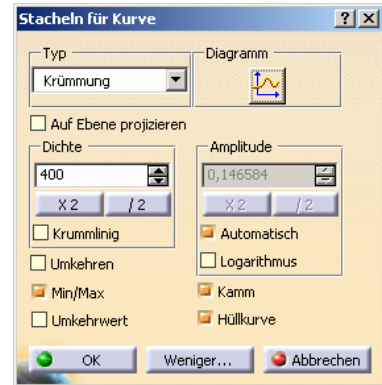 Stacheln für Kurve
Typ
Diagramm
Krümmung
Auf Ebene projizieren
Dichte
Amplitude
400
0,146584
X 2
/ 2
X 2
/ 2
Krummlinig
Automatisch
Umkehren
Logarithmus
Min/Max
Kamm
Umkehrwert
Hüllkurve
OK
Weniger...
Abbrechen